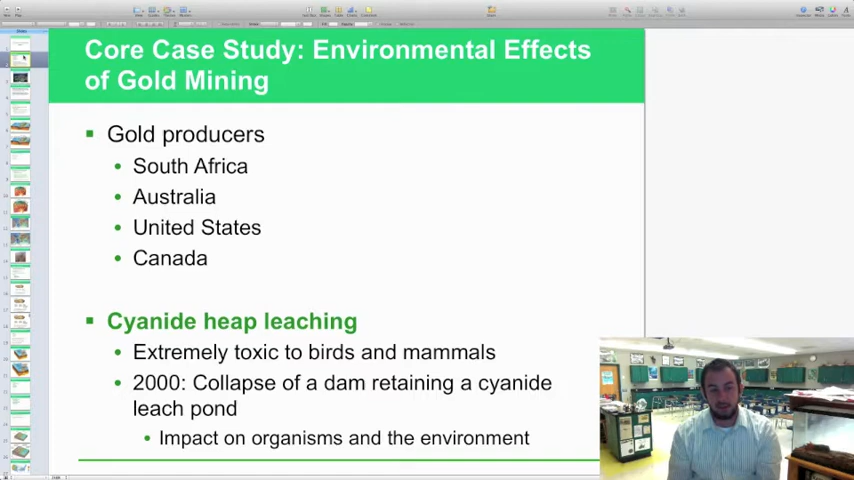 Core Case Study: Environmental Effects
of Gold Mining
Gold producers
South Africa
Australia
United States
Canada
Cyanide heap leaching
Extremely toxic to birds and mammals
2000: Collapse of a dam retaining a cyanide
leach pond
Impact on organisms and the environment